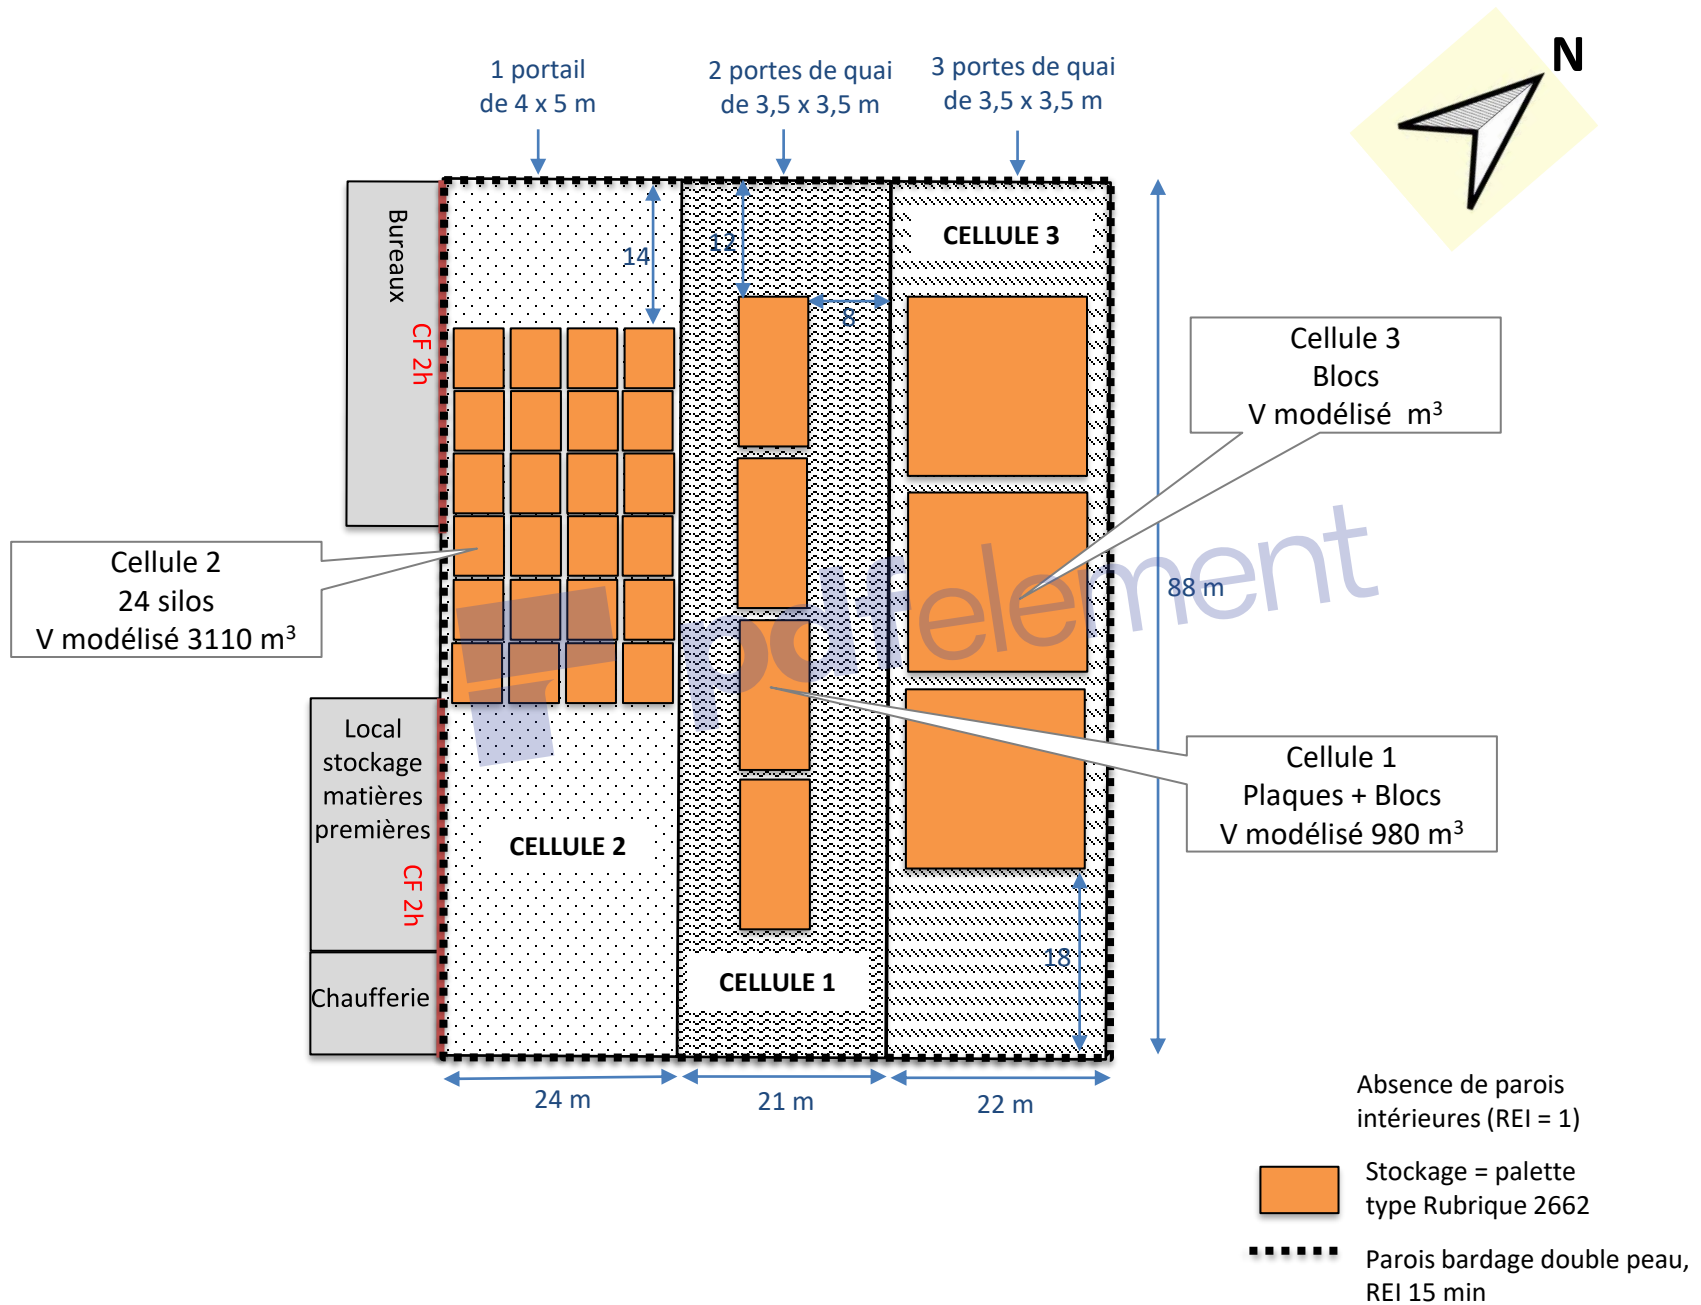 1 portail
de 4 x 5 m
2 portes de quai
de 3,5 x 3,5 m
3 portes de quai
de 3,5 x 3,5 m
N
Bureaux
CF 2h
14
12
8
CELLULE 3
Cellule 3
Blocs
V modélisé  m³
Cellule 2
24 silos
V modélisé 3110 m³
88 m
pdfelement
Local
stockage
matières
premières
CF 2h
Chaufferie
CELLULE 2
CELLULE 1
Cellule 1
Plaques + Blocs
V modélisé 980 m³
18
24 m
21 m
22 m
Absence de parois
intérieures (REI = 1)
Stockage = palette
type Rubrique 2662
Parois bardage double peau,
REI 15 min